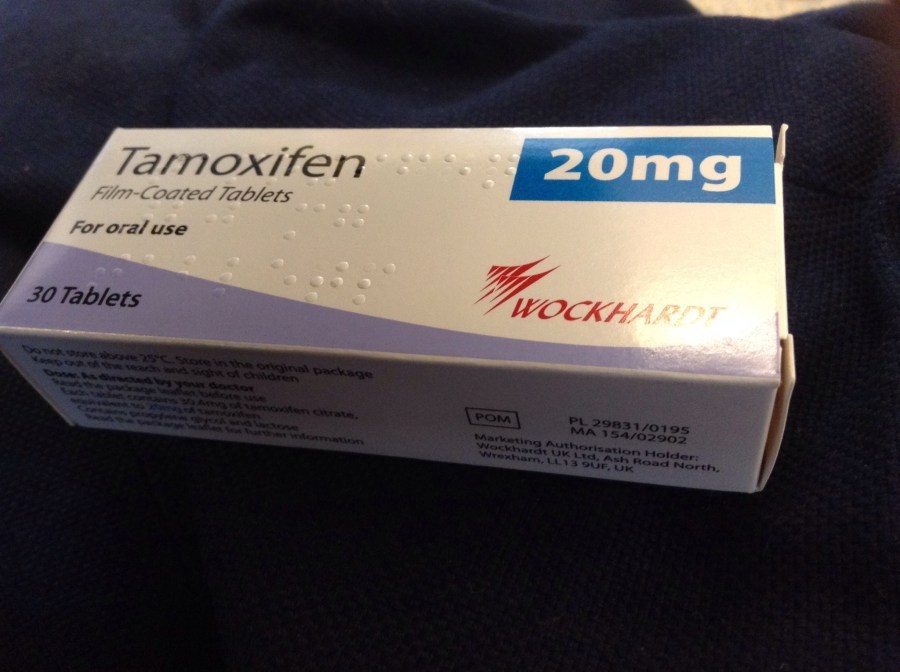 Tamoxifen
Film-Coated Tablets
For oral use
30 Tablets
20mg
WOCKHARDT
Do not store above 25°C. Store in the original package
Keep out of the reach and sight of children
Dose: As directed by your doctor
Read the package leaflet before use
Each tablet contains 30.4mg of tamoxifen citrate,
equivalent to 20mg of tamoxifen
Contains propylene glycol and lactose
Read the package leaflet for further information
POM
PL 29831/0195
MA 154/02902
Marketing Authorisation Holder:
Wockhardt UK Ltd, Ash Road North,
Wrexham, LL13 9UF, UK